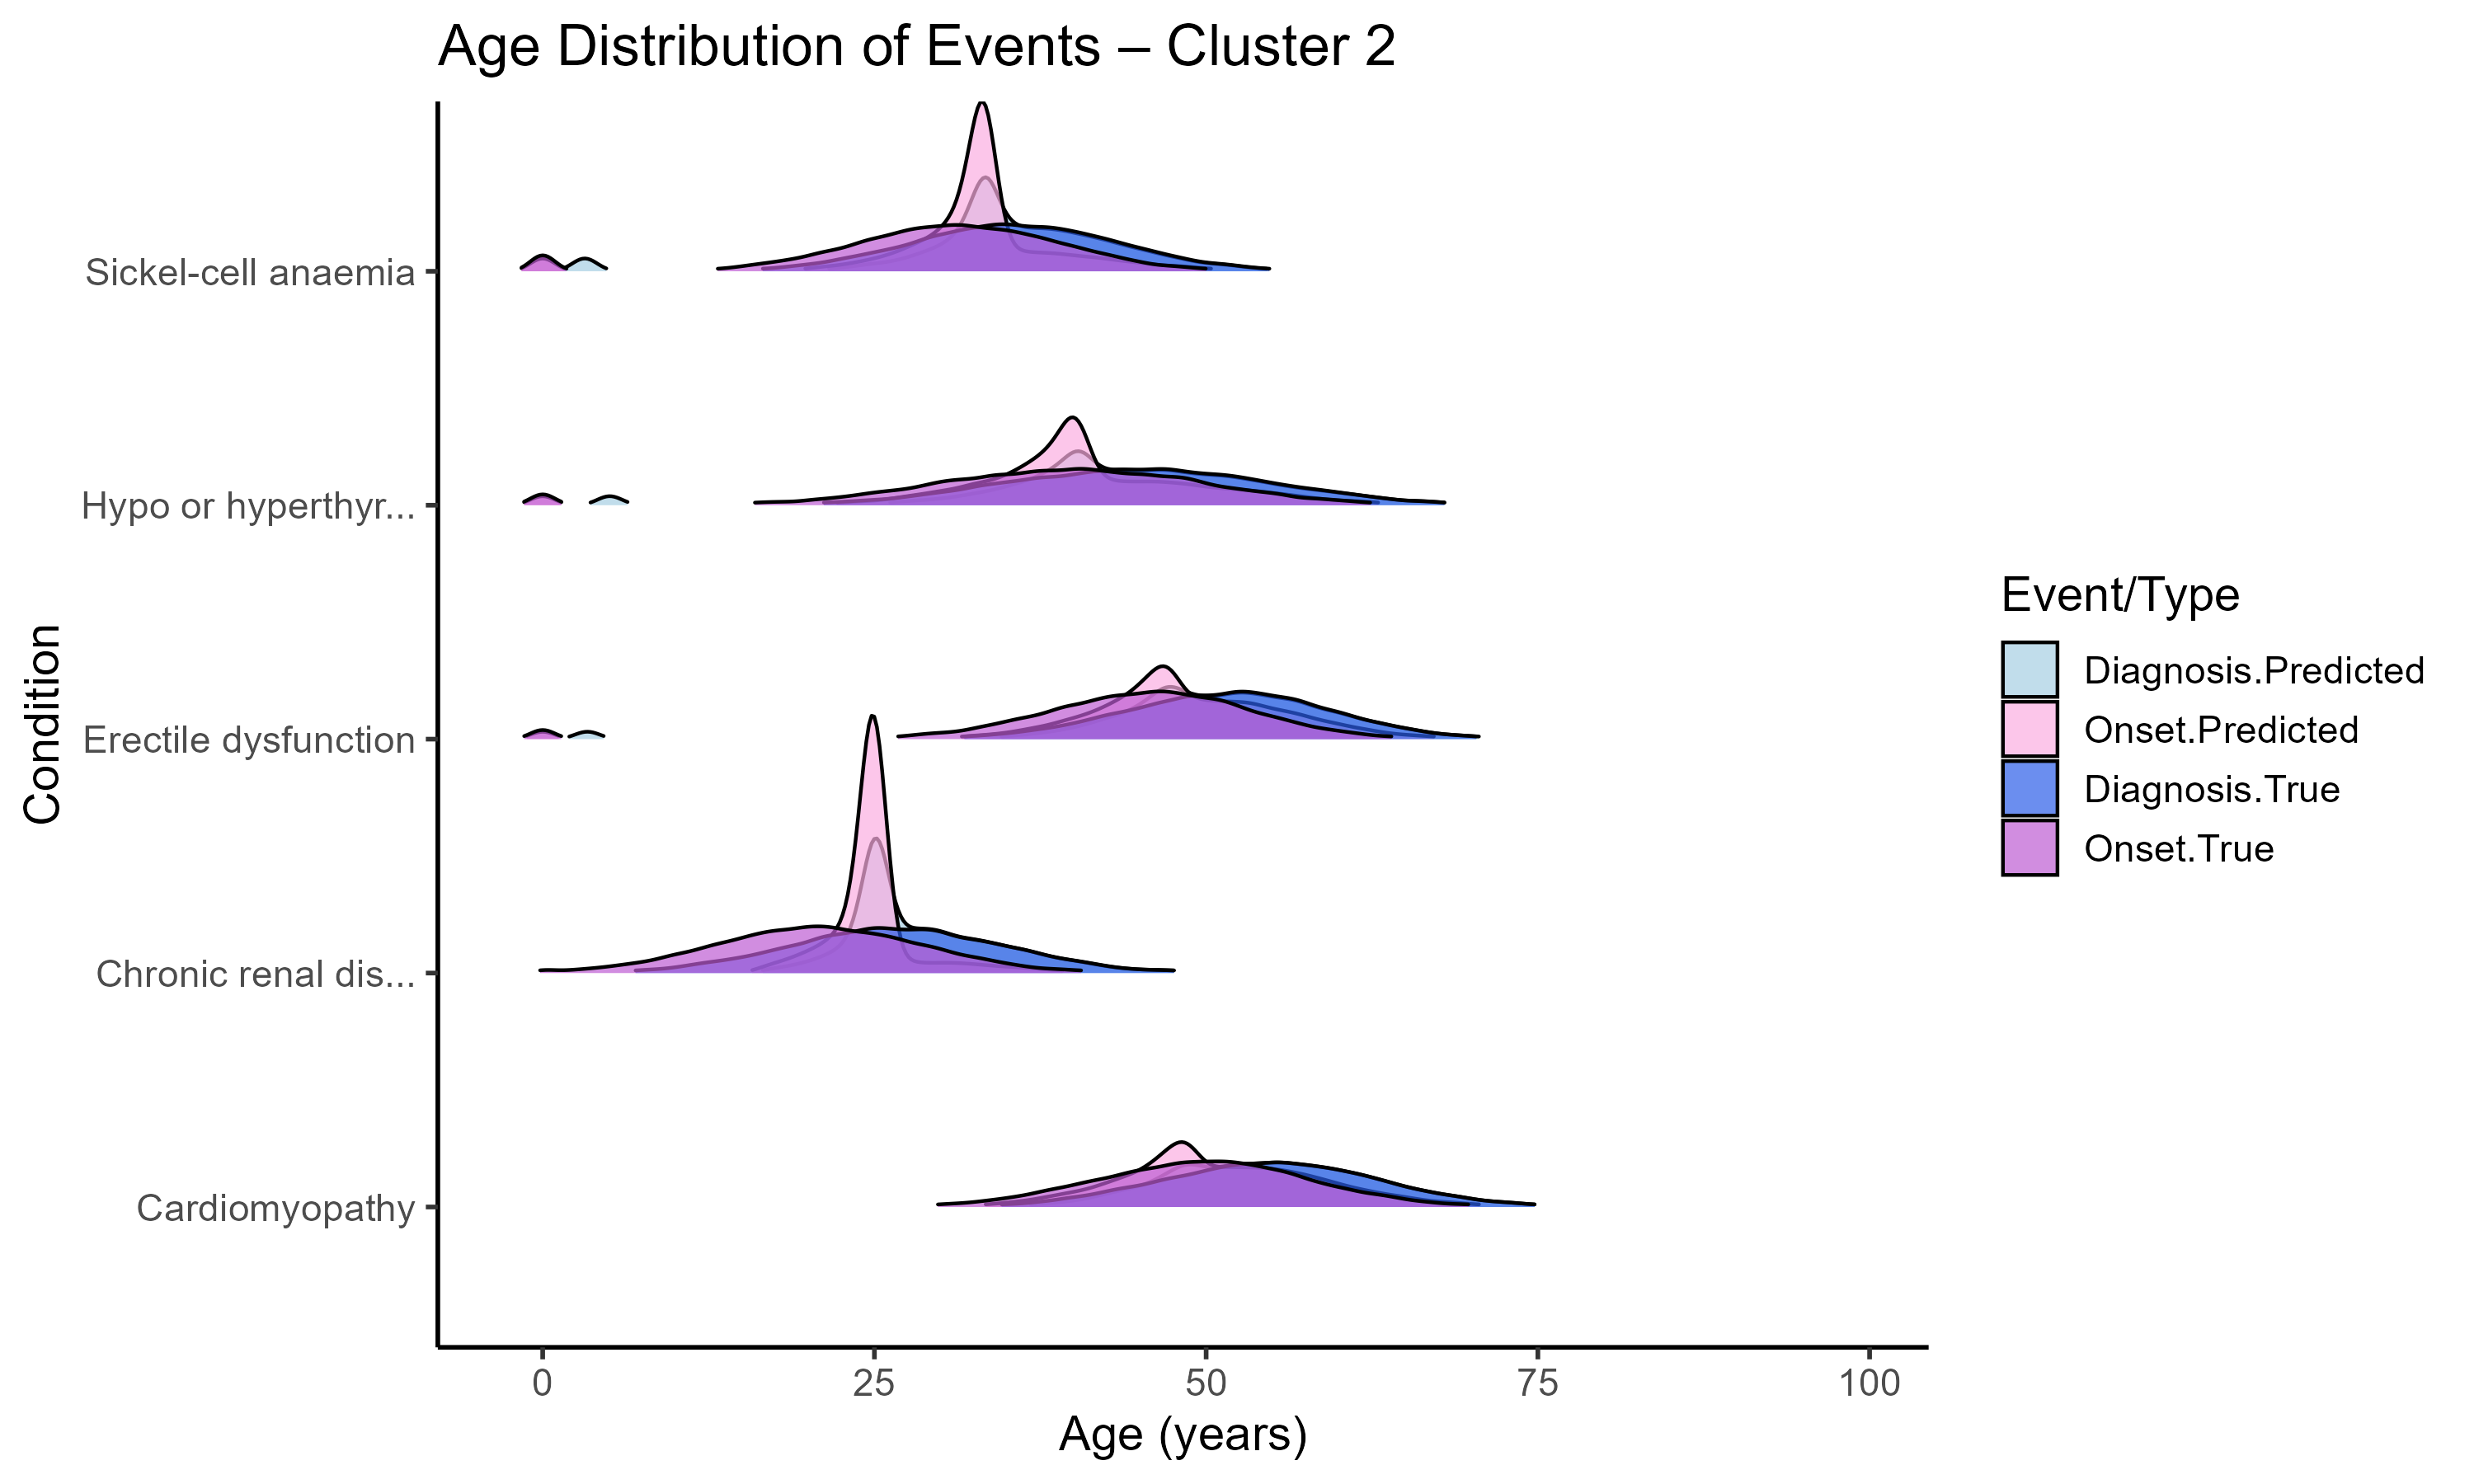 Age Distribution of Events – Cluster 2
Condition
Sickel-cell anaemia
Hypo or hyperthyr...
Erectile dysfunction
Chronic renal dis...
Cardiomyopathy
0 25 50 75 100
Age (years)
Event/Type
Diagnosis.Predicted
Onset.Predicted
Diagnosis.True
Onset.True